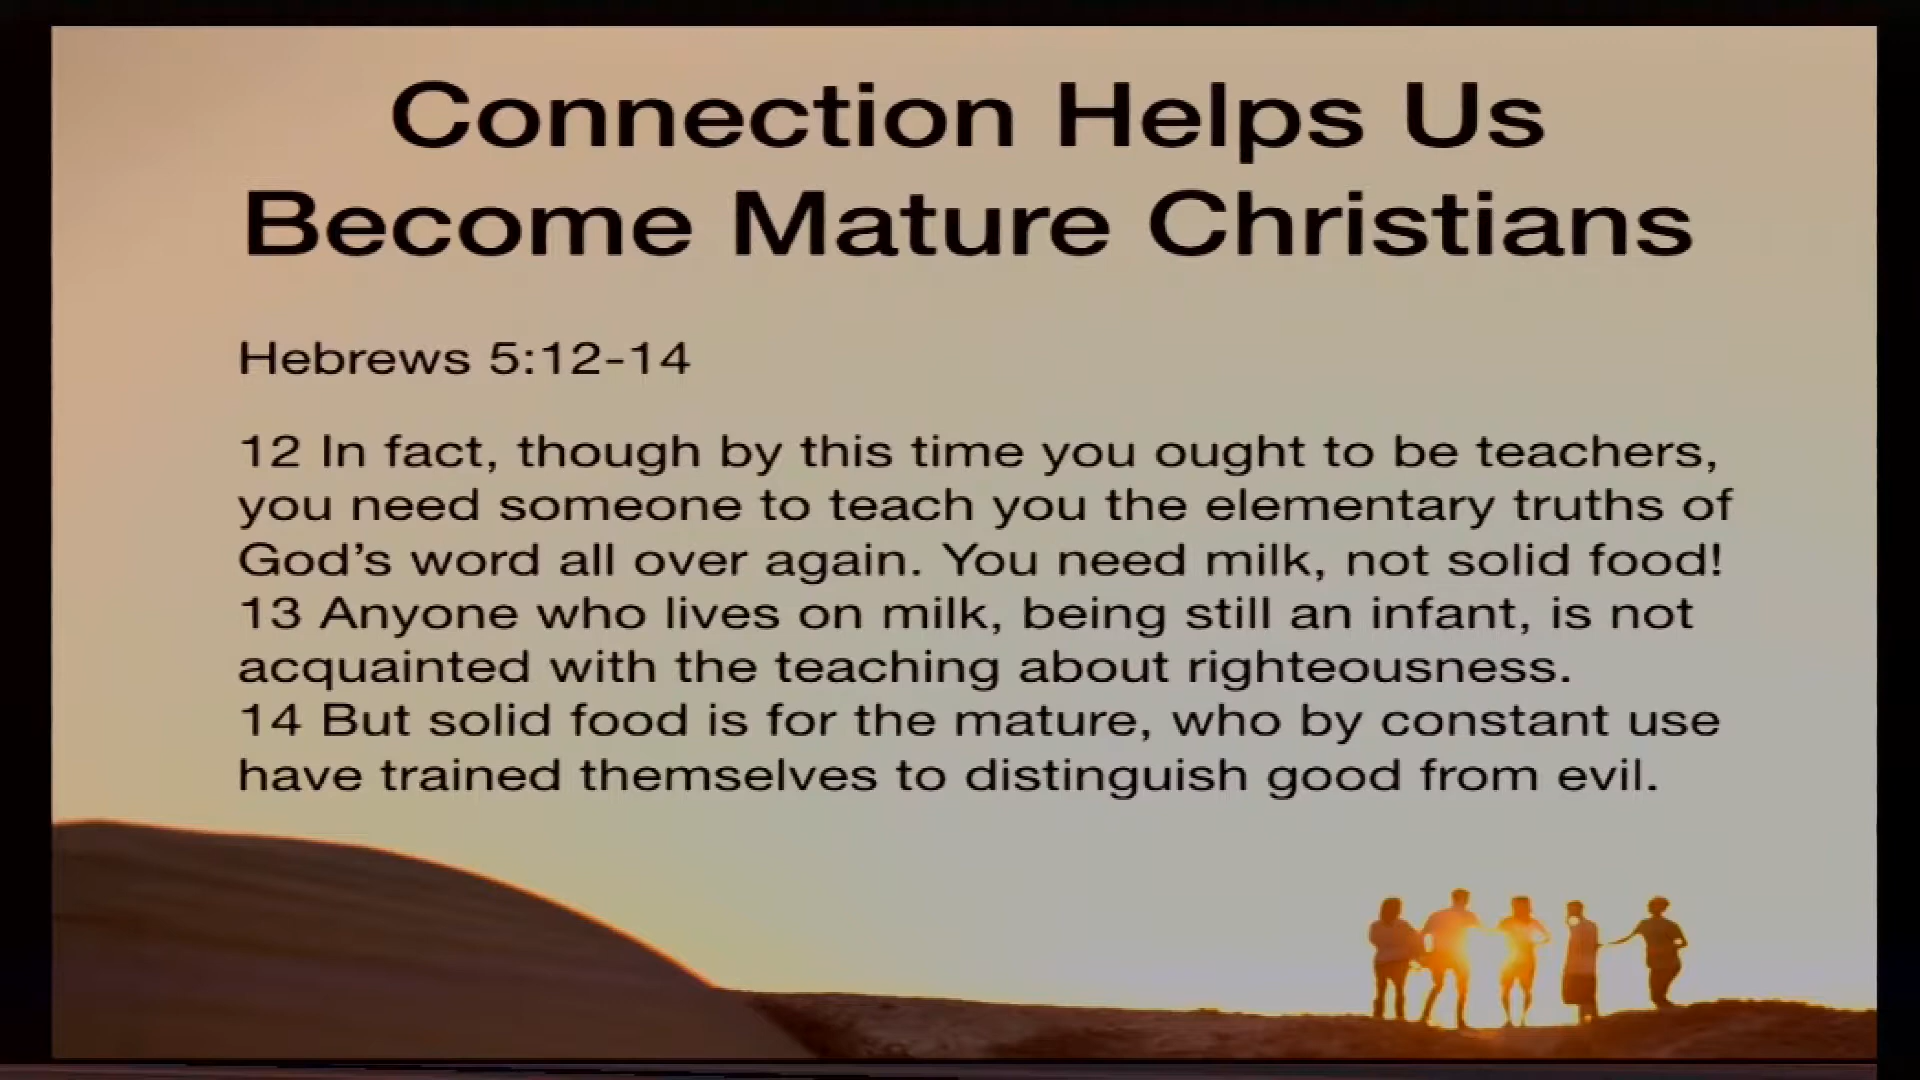 Connection Helps Us
Become Mature Christians
Hebrews 5:12-14
12 In fact, though by this time you ought to be teachers,
you need someone to teach you the elementary truths of
God’s word all over again. You need milk, not solid food!
13 Anyone who lives on milk, being still an infant, is not
acquainted with the teaching about righteousness.
14 But solid food is for the mature, who by constant use
have trained themselves to distinguish good from evil.